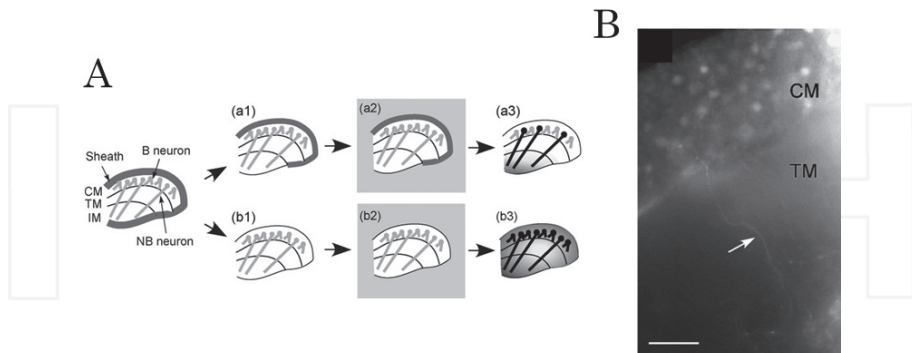 A
B
(a1)
(a2)
(a3)
B neuron
Sheath
CM
TM
IM
NB neuron
(b1)
(b2)
(b3)
CM
TM